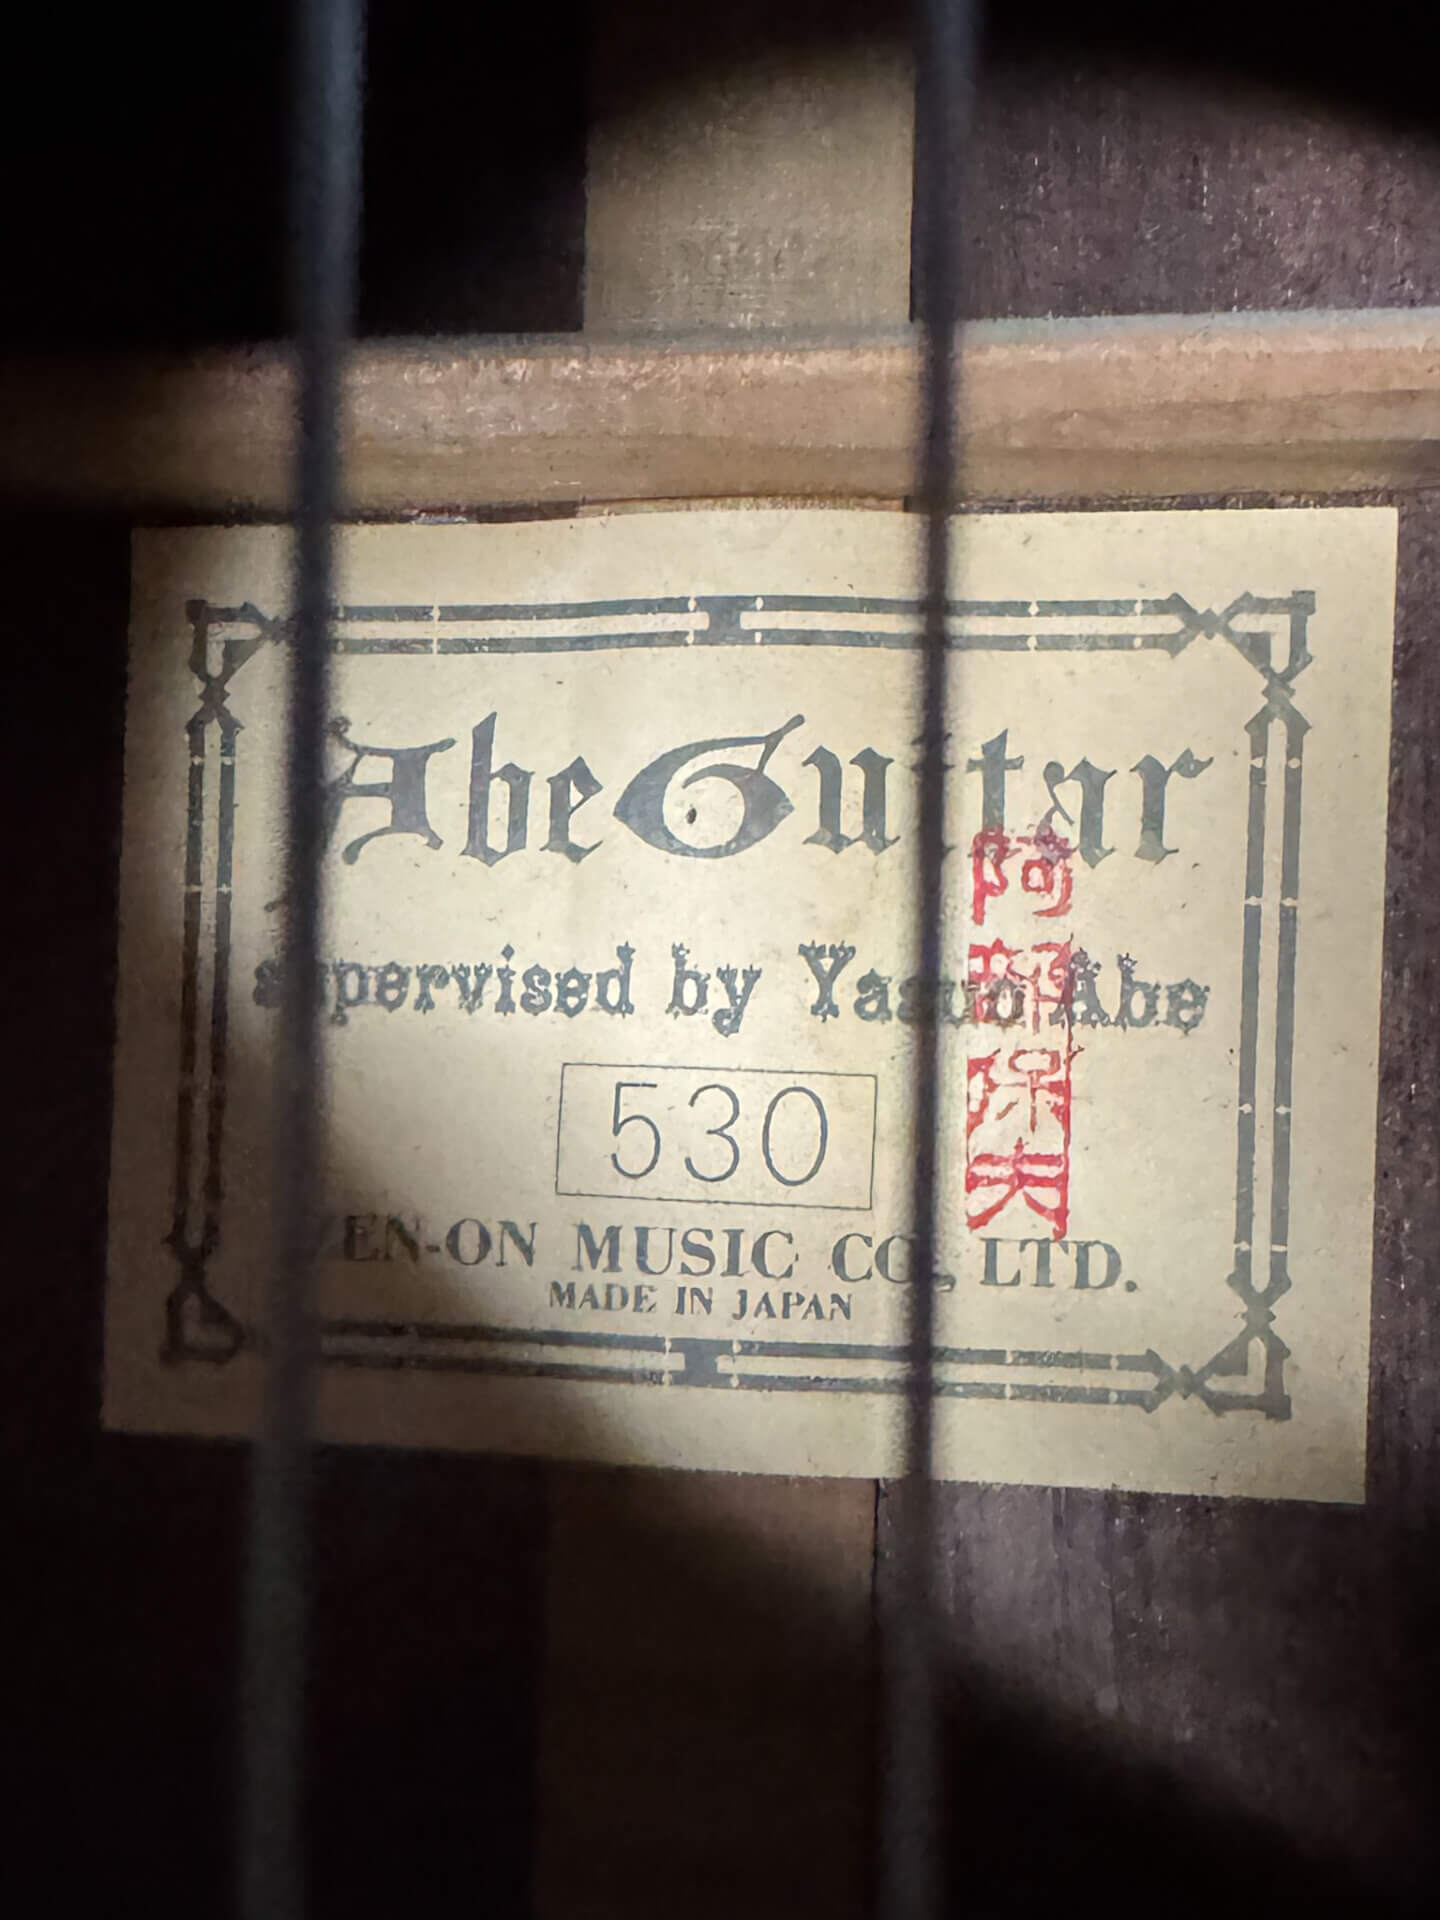 Abe Guitar
supervised by Yasuo Abe
530
ZEN-ON MUSIC CO., LTD.
MADE IN JAPAN
阿部保夫